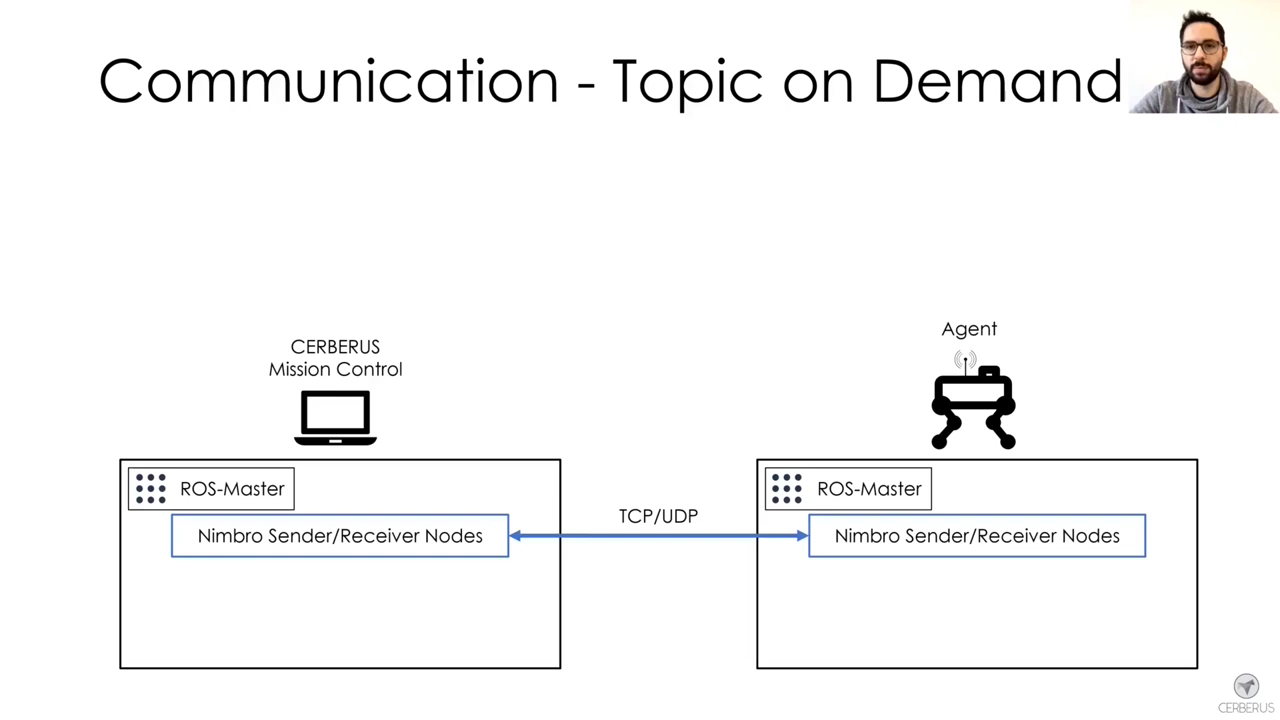 Communication - Topic on Demand
CERBERUS
Mission Control
Agent
ROS-Master
Nimbro Sender/Receiver Nodes
TCP/UDP
ROS-Master
Nimbro Sender/Receiver Nodes
CERBERUS